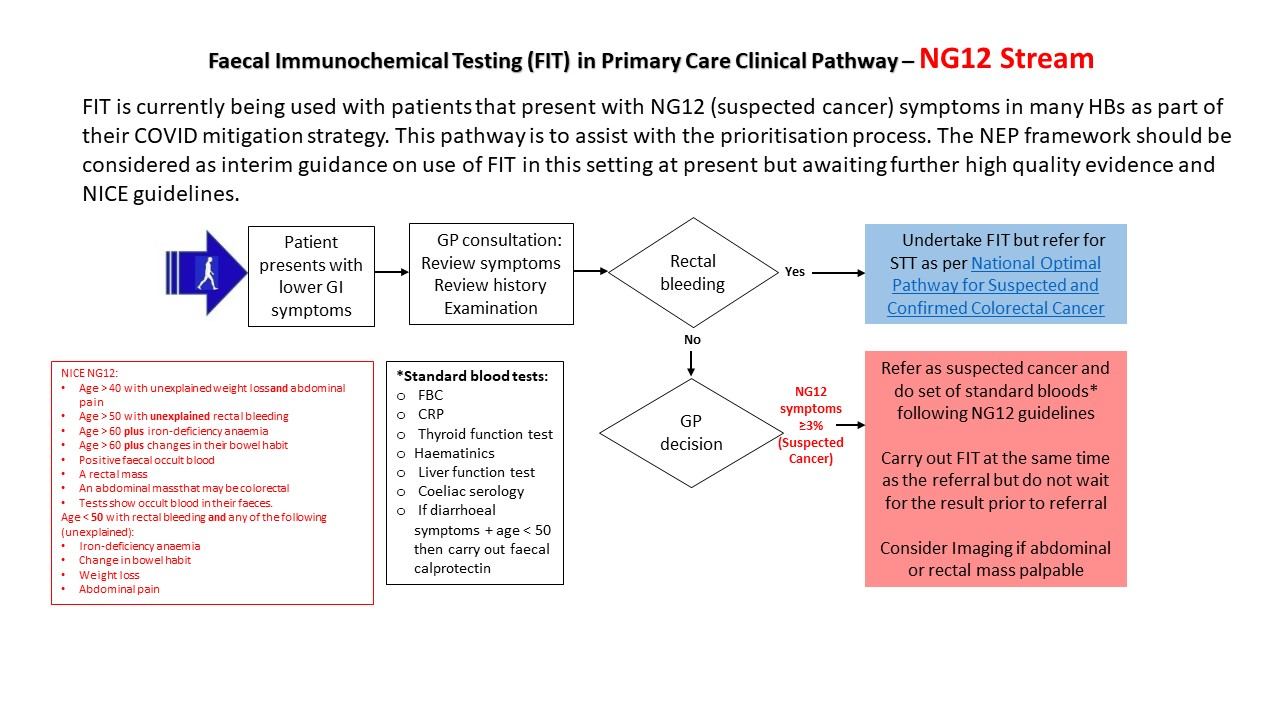 Faecal Immunochemical Testing (FIT) in Primary Care Clinical Pathway – NG12 Stream
FIT is currently being used with patients that present with NG12 (suspected cancer) symptoms in many HBs as part of
their COVID mitigation strategy. This pathway is to assist with the prioritisation process. The NEP framework should be
considered as interim guidance on use of FIT in this setting at present but awaiting further high quality evidence and
NICE guidelines.
Patient
presents with
lower GI
symptoms
GP consultation:
Review symptoms
Review history
Examination
Rectal
bleeding
Yes
Undertake FIT but refer for
STT as per National Optimal
Pathway for Suspected and
Confirmed Colorectal Cancer
No
GP
decision
NG12
symptoms
≥3%
(Suspected
Cancer)
Refer as suspected cancer and
do set of standard bloods*
following NG12 guidelines
Carry out FIT at the same time
as the referral but do not wait
for the result prior to referral
Consider Imaging if abdominal
or rectal mass palpable
NICE NG12:
• Age > 40 with unexplained weight loss and abdominal
pain
• Age > 50 with unexplained rectal bleeding
• Age > 60 plus iron-deficiency anaemia
• Age > 60 plus changes in their bowel habit
• Positive faecal occult blood
• A rectal mass
• An abdominal mass that may be colorectal
• Tests show occult blood in their faeces.
Age < 50 with rectal bleeding and any of the following
(unexplained):
• Iron-deficiency anaemia
• Change in bowel habit
• Weight loss
• Abdominal pain
*Standard blood tests:
o FBC
o CRP
o Thyroid function test
o Haematinics
o Liver function test
o Coeliac serology
o If diarrhoeal
symptoms + age < 50
then carry out faecal
calprotectin